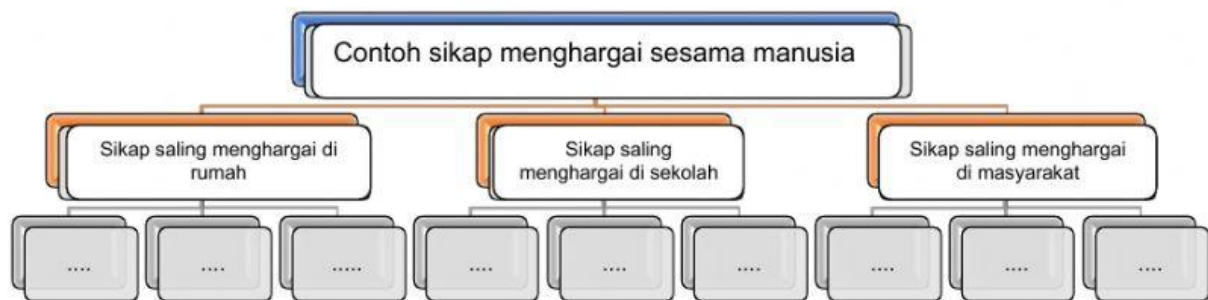 Contoh sikap menghargai sesama manusia
Sikap saling menghargai di
rumah
Sikap saling
menghargai di sekolah
Sikap saling menghargai
di masyarakat
....
....
.....
....
....
....
....
....
....